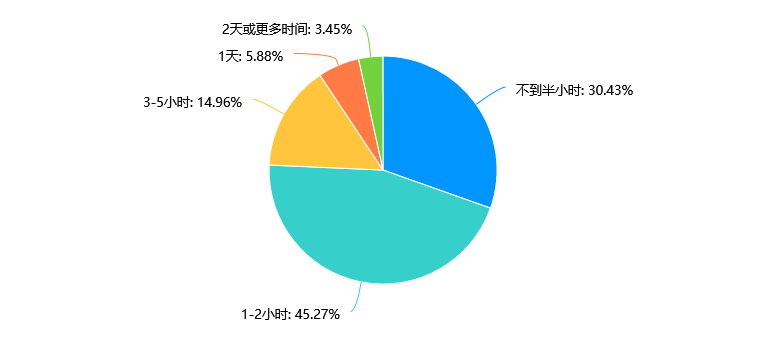 2天或更多时间: 3.45%
1天: 5.88%
不到半小时: 30.43%
3-5小时: 14.96%
1-2小时: 45.27%